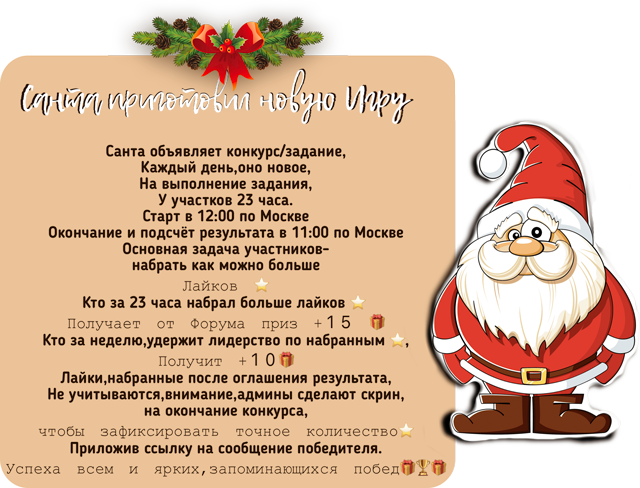 Санта приготовил новую Игру
Санта объявляет конкурс/задание,
Каждый день,оно новое,
На выполнение задания,
У участков 23 часа.
Старт в 12:00 по Москве
Окончание и подсчёт результата в 11:00 по Москве
Основная задача участников-
набрать как можно больше
Лайков ⭐
Кто за 23 часа набрал больше лайков ⭐
Получает от Форума приз +15 🎁
Кто за неделю,удержит лидерство по набранным ⭐,
Получит +10🎁
Лайки,набранные после оглашения результата,
Не учитываются,внимание,админы сделают скрин,
на окончание конкурса,
чтобы зафиксировать точное количество⭐
Приложив ссылку на сообщение победителя.
Успеха всем и ярких,запоминающихся побед🎁🏆🎁